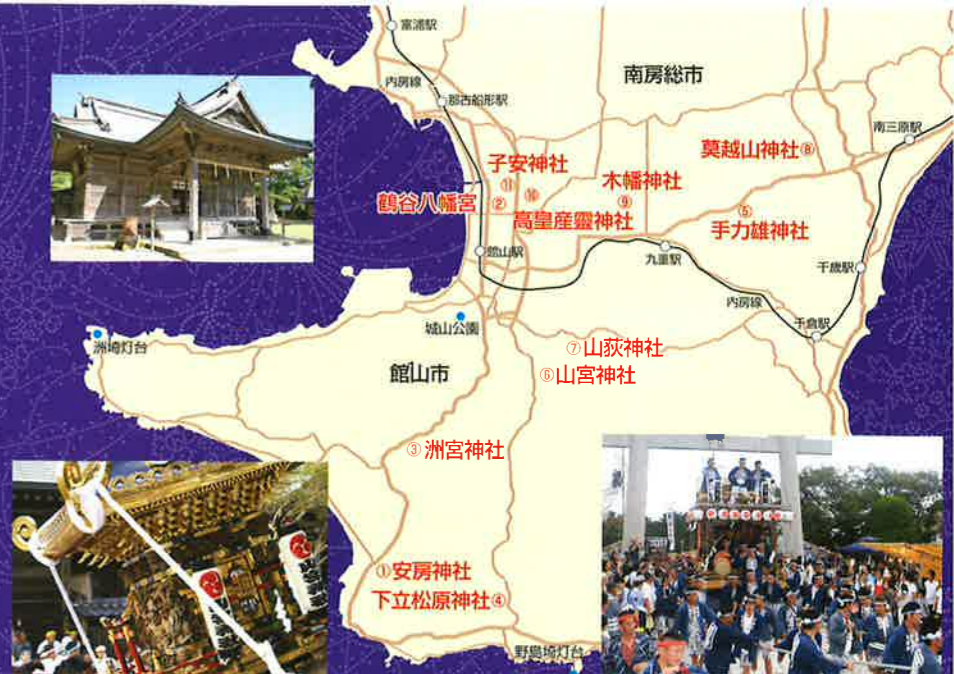 富浦駅
南房総市
内房線
那古船形駅
南三原駅
莫越山神社⑧
子安神社
⑪
木幡神社
⑨
鶴谷八幡宮
②
⑩
高皇産靈神社
⑤
手力雄神社
館山駅
九重駅
千歳駅
内房線
千倉駅
城山公園
洲埼灯台
⑦山荻神社
⑥山宮神社
館山市
③洲宮神社
①安房神社
下立松原神社④
野島埼灯台